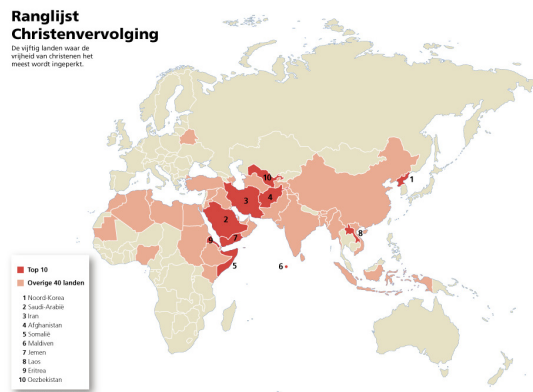 Ranglijst
Christenvervolging
De vijftig landen waar de
vrijheid van christenen het
meest wordt ingeperkt.
1
10
3
4
2
8
9
7
5
6
Top 10
Overige 40 landen
1 Noord-Korea
2 Saudi-Arabië
3 Iran
4 Afghanistan
5 Somalië
6 Maldiven
7 Jemen
8 Laos
9 Eritrea
10 Oezbekistan